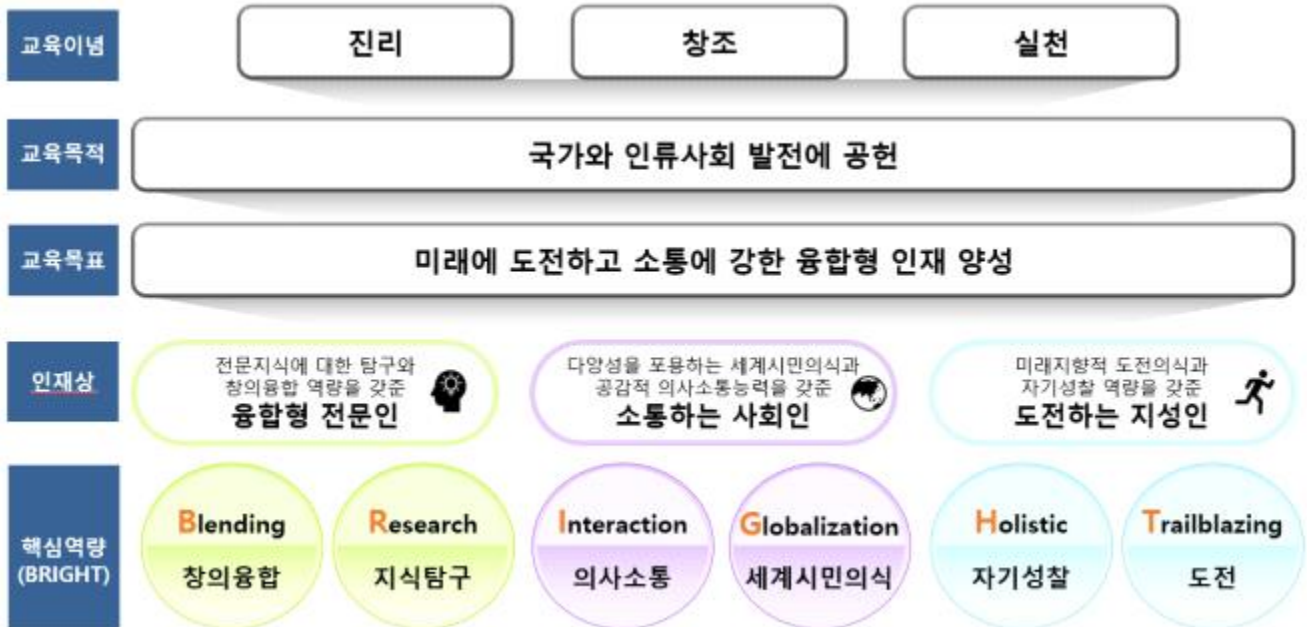 교육이념
진리
창조
실천
교육목적
국가와 인류사회 발전에 공헌
교육목표
미래에 도전하고 소통에 강한 융합형 인재 양성
인재상
전문지식에 대한 탐구와
창의융합 역량을 갖춘
융합형 전문인
다양성을 포용하는 세계시민의식과
공감적 의사소통능력을 갖춘
소통하는 사회인
미래지향적 도전의식과
자기성찰 역량을 갖춘
도전하는 지성인
핵심역량
(BRIGHT)
Blending
창의융합
Research
지식탐구
Interaction
의사소통
Globalization
세계시민의식
Holistic
자기성찰
Trailblazing
도전